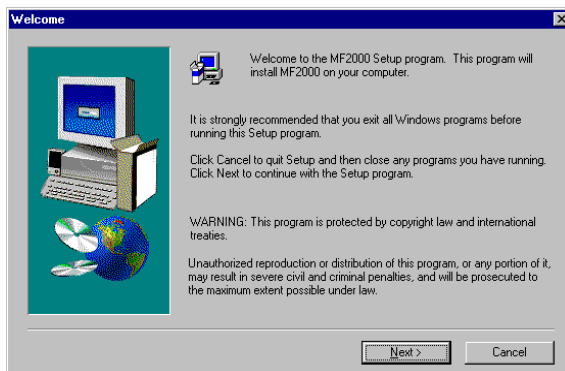 Welcome
Welcome to the MF2000 Setup program. This program will
install MF2000 on your computer.
It is strongly recommended that you exit all Windows programs before
running this Setup program.
Click Cancel to quit Setup and then close any programs you have running.
Click Next to continue with the Setup program.
WARNING: This program is protected by copyright law and international
treaties.
Unauthorized reproduction or distribution of this program, or any portion of it,
may result in severe civil and criminal penalties, and will be prosecuted to
the maximum extent possible under law.
Next >
Cancel